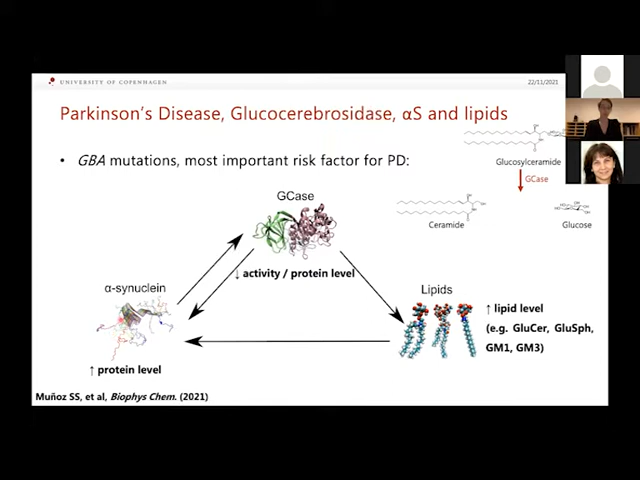 UNIVERSITY OF COPENHAGEN
22/11/2021
Parkinson's Disease, Glucocerebrosidase, αS and lipids
• GBA mutations, most important risk factor for PD:
Glucosylceramide
GCase
Ceramide
Glucose
GCase
↓ activity / protein level
α-synuclein
↑ protein level
Lipids
↑ lipid level
(e.g. GluCer, GluSph,
GM1, GM3)
Muñoz SS, et al, Biophys Chem. (2021)